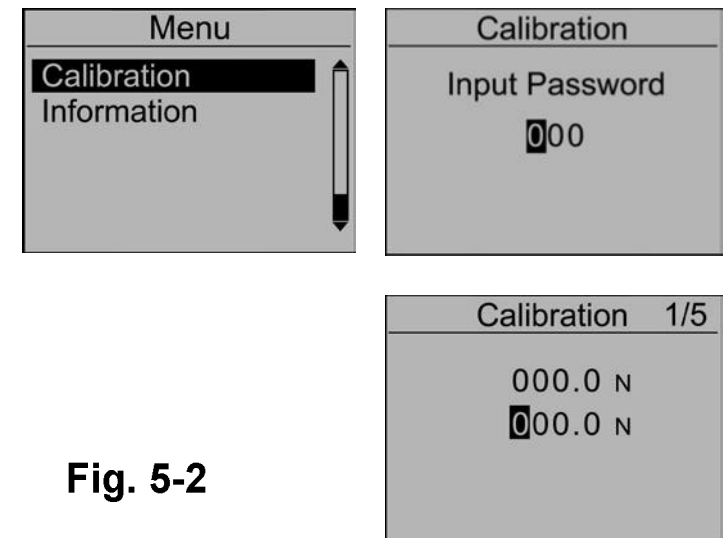 Menu
Calibration
Information
Calibration
Input Password
000
Calibration 1/5
000.0 N
000.0 N
Fig. 5-2